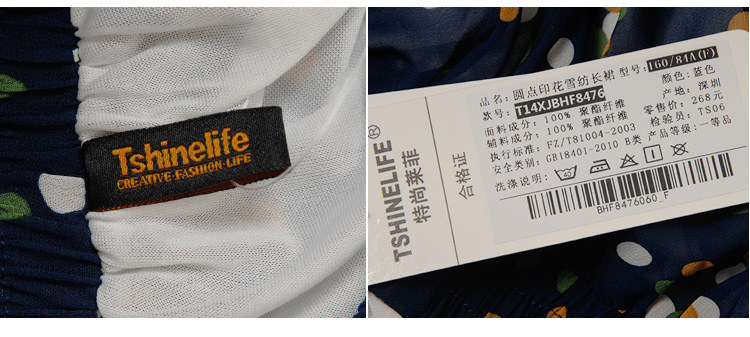 Tshinelife
CREATIVE·FASHION·LIFE
TSHINELIFE®
特尚莱菲
合格证
品名: 圆点印花雪纺长裙 型号: 160/84A(F)
款号: T14XJBHF8476 颜色: 蓝色
面料成分: 100% 聚酯纤维 产地: 深圳
辅料成分: 100% 聚酯纤维 零售价: 268元
执行标准: FZ/T81004-2003 检验员: TS06
安全类别: GB18401-2010 B类 产品等级: 一等品
洗涤说明: 40
BHF8476060_F